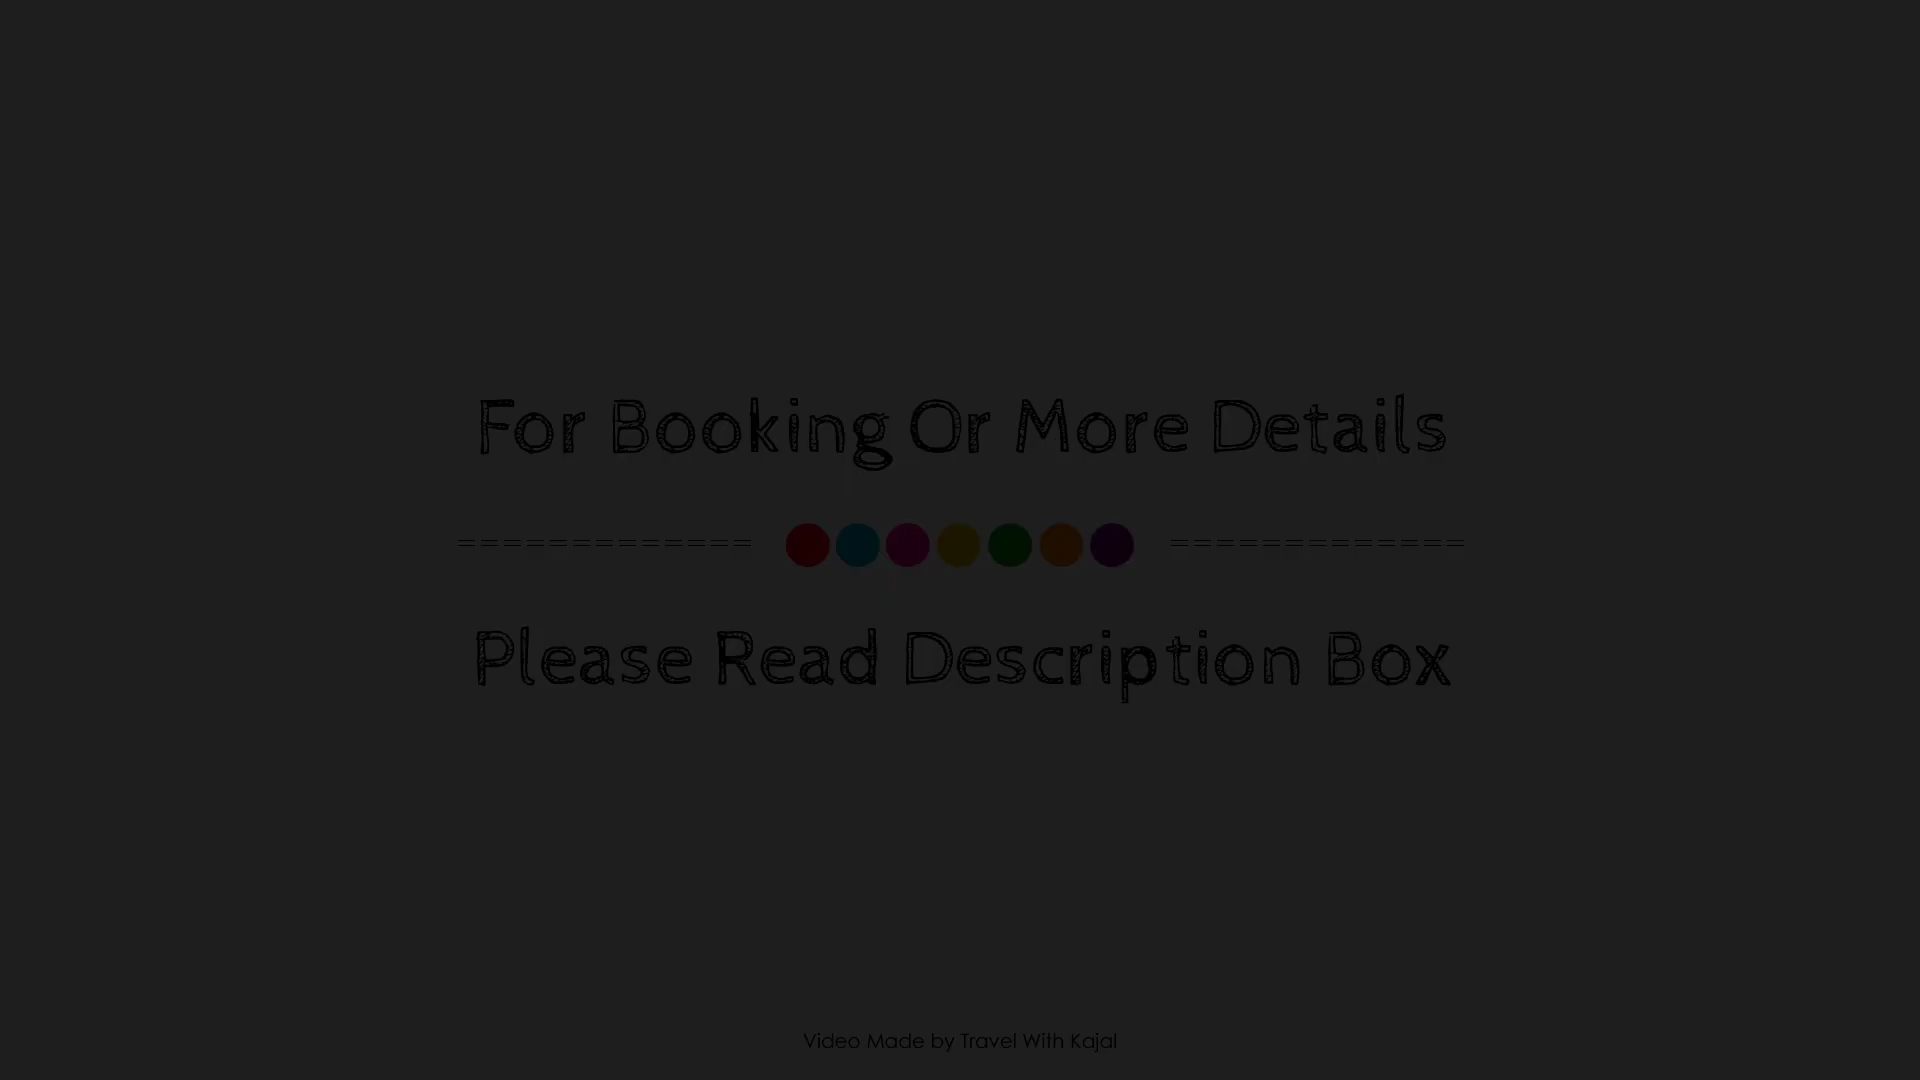 For Booking Or More Details
============= =============
Please Read Description Box
Video Made by Travel With Kajal